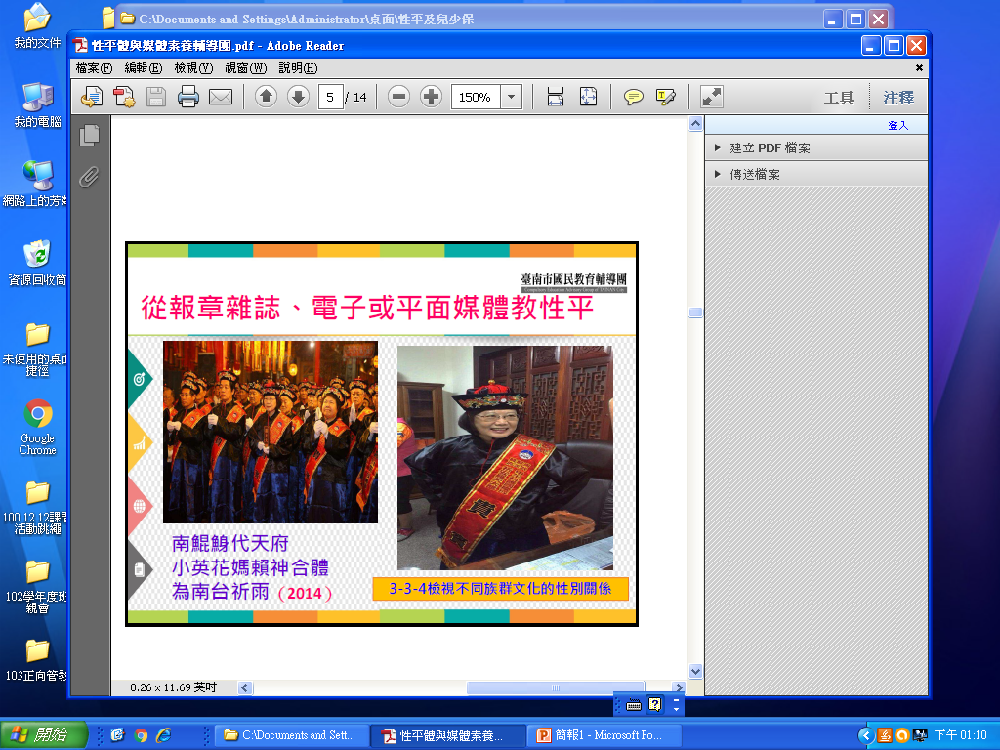 C:\Documents and Settings\Administrator\桌面\性平及兒少保
性平體與媒體素養輔導團.pdf - Adobe Reader
檔案(F) 編輯(E) 檢視(V) 視窗(W) 說明(H)
5 / 14
150%
工具
注釋
登入
建立 PDF 檔案
傳送檔案
我的文件
我的電腦
網路上的芳
資源回收筒
未使用的桌面
捷徑
Google
Chrome
100.12.12課間
活動跳繩
102學年度班
親會
103正向管教
臺南市國民教育輔導團
Compulsory Education Advisory Group of TAINAN City
從報章雜誌、電子或平面媒體教性平
南鯤鯓代天府
小英花媽賴神合體
為南台祈雨（2014）
3-3-4檢視不同族群文化的性別關係
8.26 x 11.69 英吋
開始
C:\Documents and Sett...
性平體與媒體素養...
簡報1 - Microsoft Po...
下午 01:10